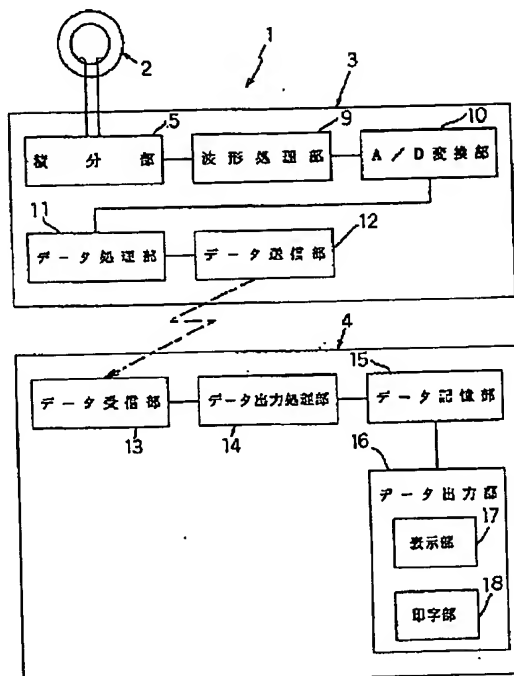 1
2
3
5
9
10
積分部
波形処理部
A/D変換部
11
12
データ処理部
データ送信部
4
15
データ受信部
データ出力処理部
データ記憶部
13
14
16
データ出力部
17
表示部
18
印字部